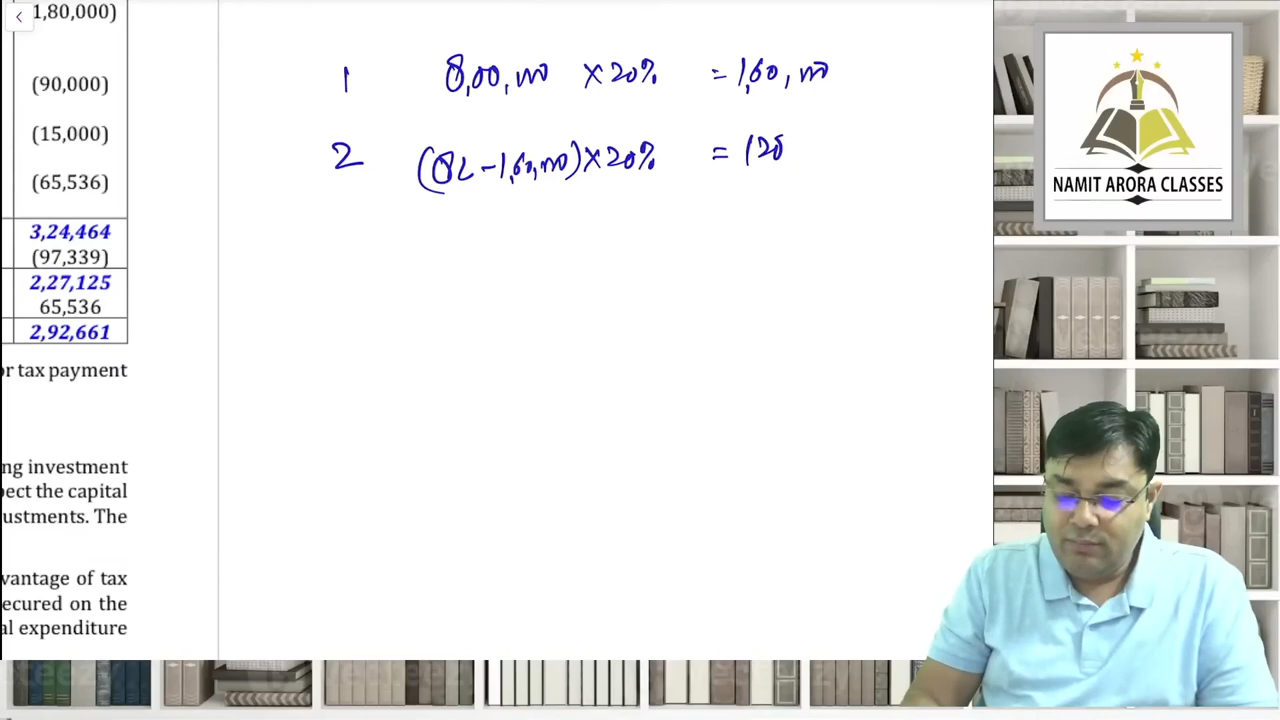 1,80,000)
(90,000)
(15,000)
(65,536)
3,24,464
(97,339)
2,27,125
65,536
2,92,661
or tax payment
ng investment
pect the capital
ustments. The
vantage of tax
ecured on the
al expenditure
1 8,00,000 × 20% = 1,60,000
2 (8L - 1,60,000) × 20% = 128
NAMIT ARORA CLASSES